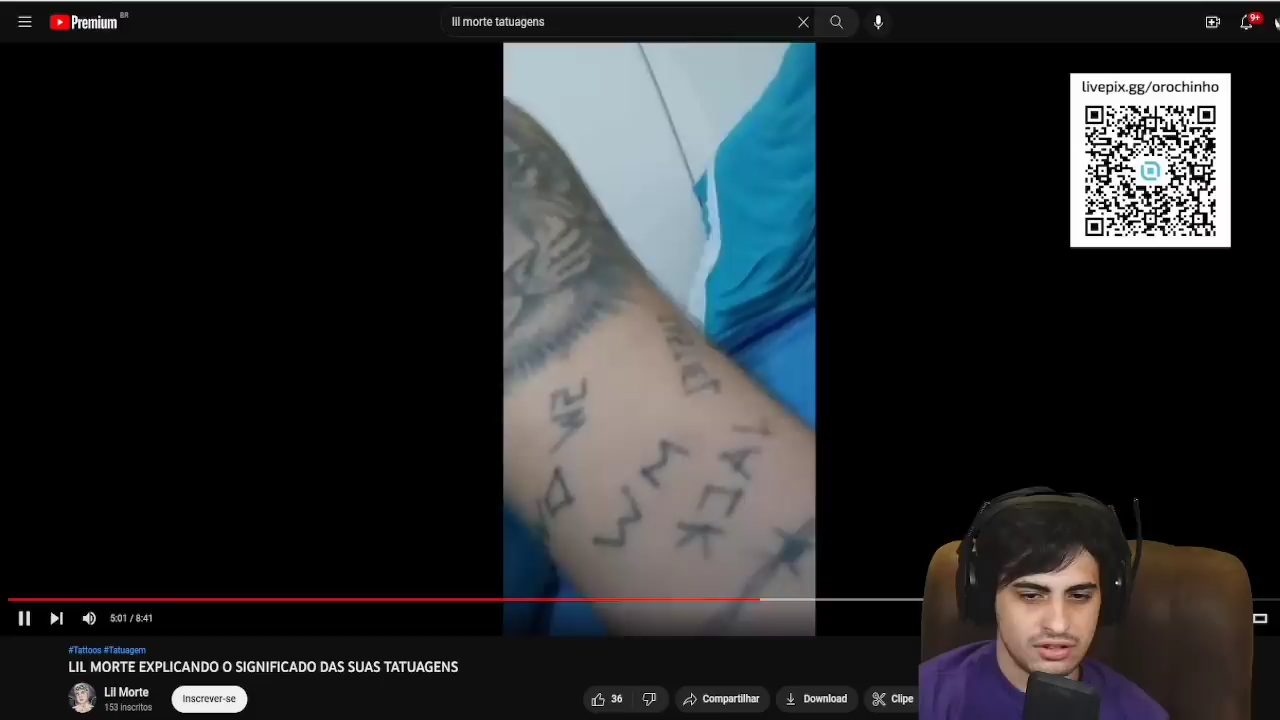 Premium BR
lil morte tatuagens
9+
livepix.gg/orochinho
5:01 / 8:41
#Tattoos #Tatuagem
LIL MORTE EXPLICANDO O SIGNIFICADO DAS SUAS TATUAGENS
Lil Morte
153 inscritos
Inscrever-se
36
Compartilhar
Download
Clipe